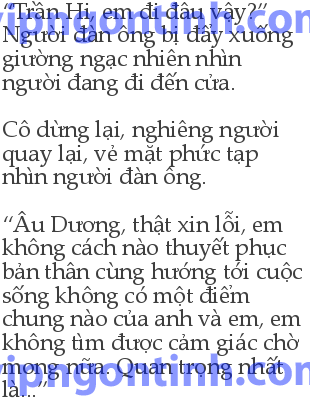 “Trần Hi, em đi đâu vậy?”
Người đàn ông bị đẩy xuống
giường ngạc nhiên nhìn
người đang đi đến cửa.
Cô dừng lại, nghiêng người
quay lại, vẻ mặt phức tạp
nhìn người đàn ông.
“Âu Dương, thật xin lỗi, em
không cách nào thuyết phục
bản thân cùng hướng tới cuộc
sống không có một điểm
chung nào của anh và em, em
không tìm được cảm giác chờ
mong nữa. Quan trọng nhất
là...”
vipngontinh.com
vipngontinh.com